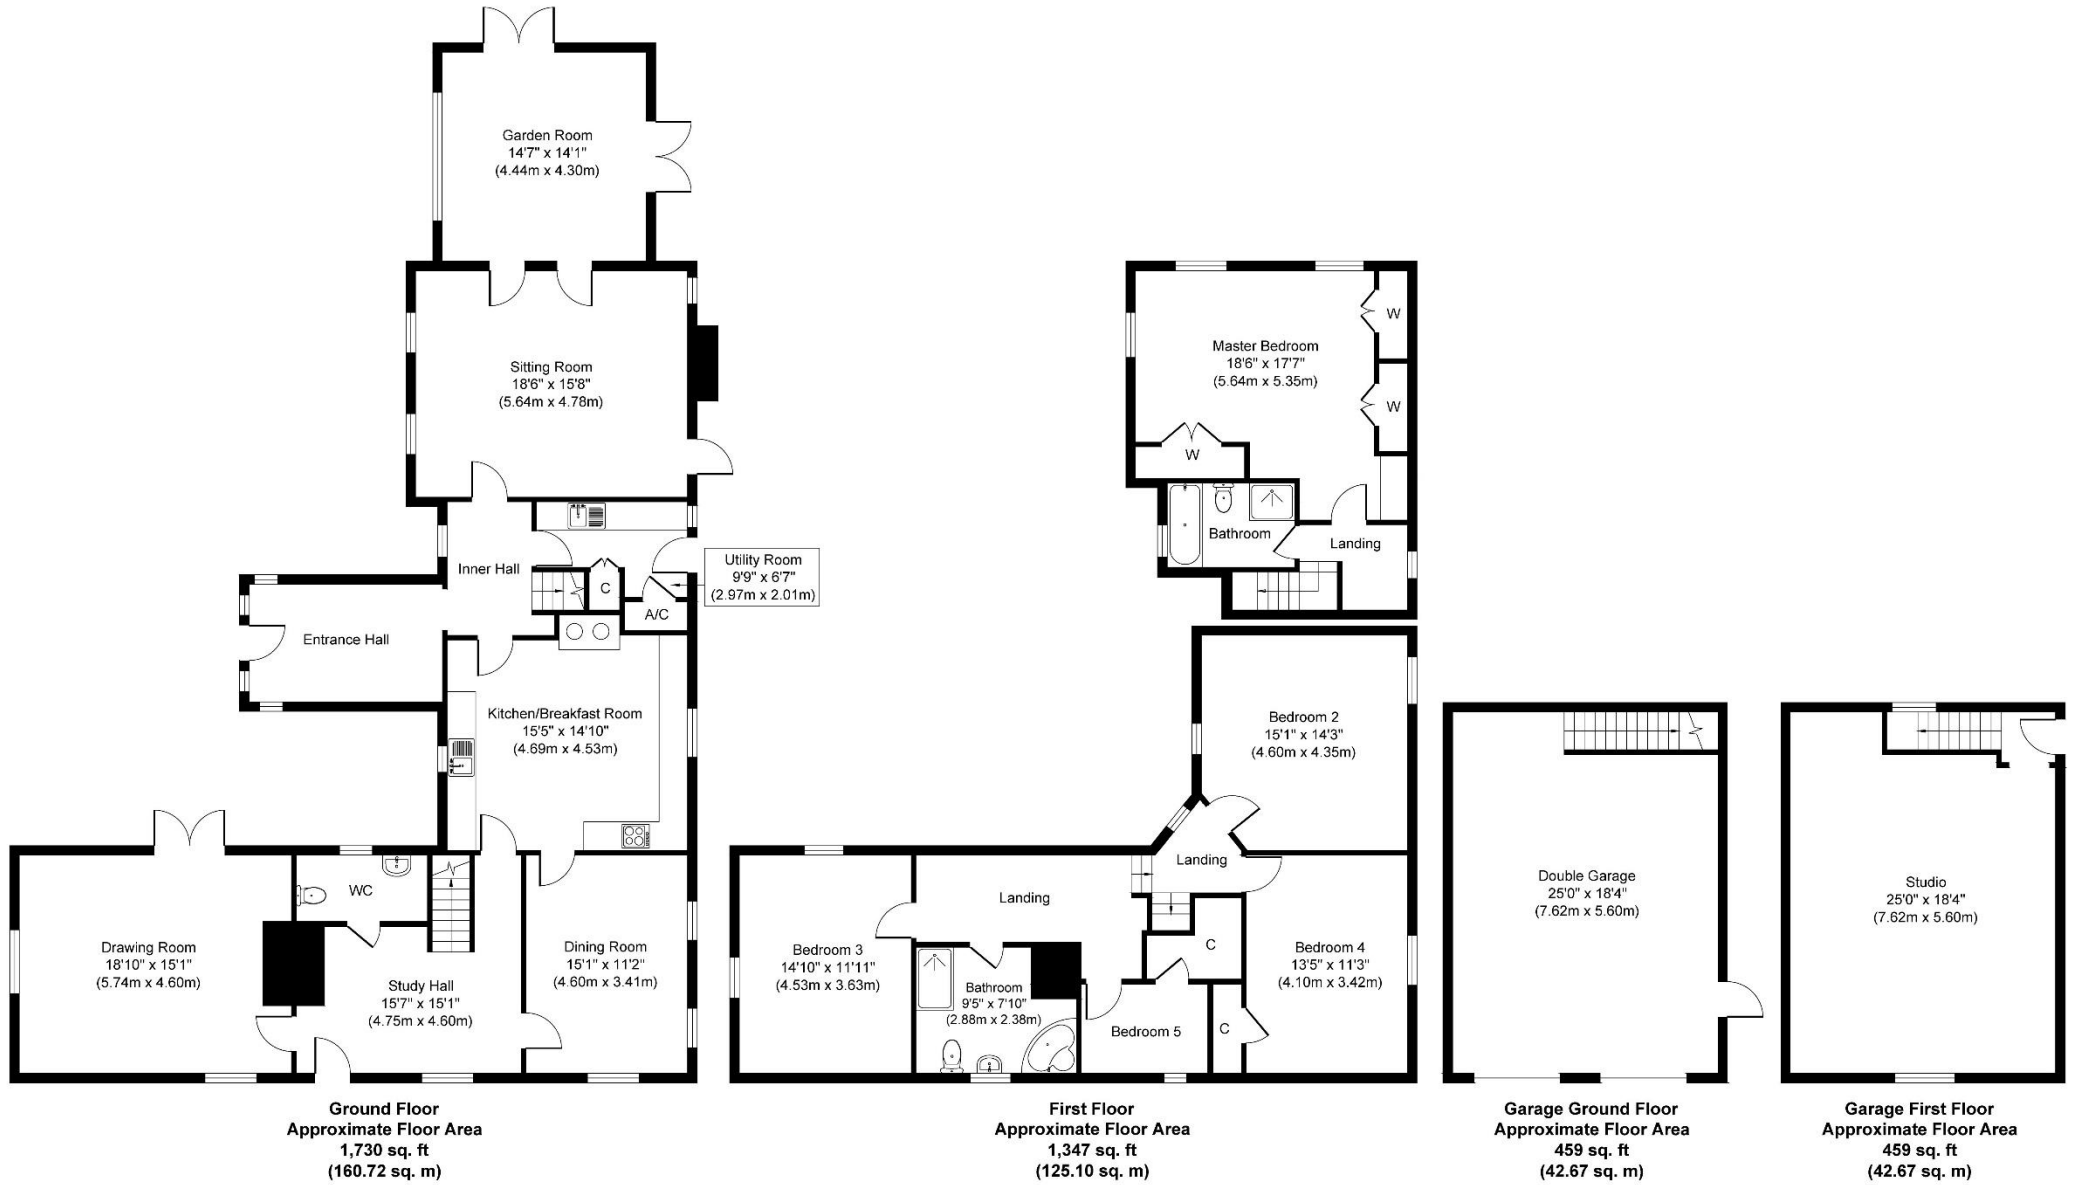 Garden Room
14'7" x 14'1"
(4.44m x 4.30m)
Sitting Room
18'6" x 15'8"
(5.64m x 4.78m)
Utility Room
9'9" x 6'7"
(2.97m x 2.01m)
Inner Hall
C
A/C
Entrance Hall
Kitchen/Breakfast Room
15'5" x 14'10"
(4.69m x 4.53m)
WC
Drawing Room
18'10" x 15'1"
(5.74m x 4.60m)
Study Hall
15'7" x 15'1"
(4.75m x 4.60m)
Dining Room
15'1" x 11'2"
(4.60m x 3.41m)
Ground Floor
Approximate Floor Area
1,730 sq. ft
(160.72 sq. m)
Master Bedroom
18'6" x 17'7"
(5.64m x 5.35m)
W
W
W
Bathroom
Landing
Bedroom 2
15'1" x 14'3"
(4.60m x 4.35m)
Landing
Landing
Bedroom 3
14'10" x 11'11"
(4.53m x 3.63m)
Bathroom
9'5" x 7'10"
(2.88m x 2.38m)
C
Bedroom 4
13'5" x 11'3"
(4.10m x 3.42m)
Bedroom 5
C
First Floor
Approximate Floor Area
1,347 sq. ft
(125.10 sq. m)
Double Garage
25'0" x 18'4"
(7.62m x 5.60m)
Garage Ground Floor
Approximate Floor Area
459 sq. ft
(42.67 sq. m)
Studio
25'0" x 18'4"
(7.62m x 5.60m)
Garage First Floor
Approximate Floor Area
459 sq. ft
(42.67 sq. m)